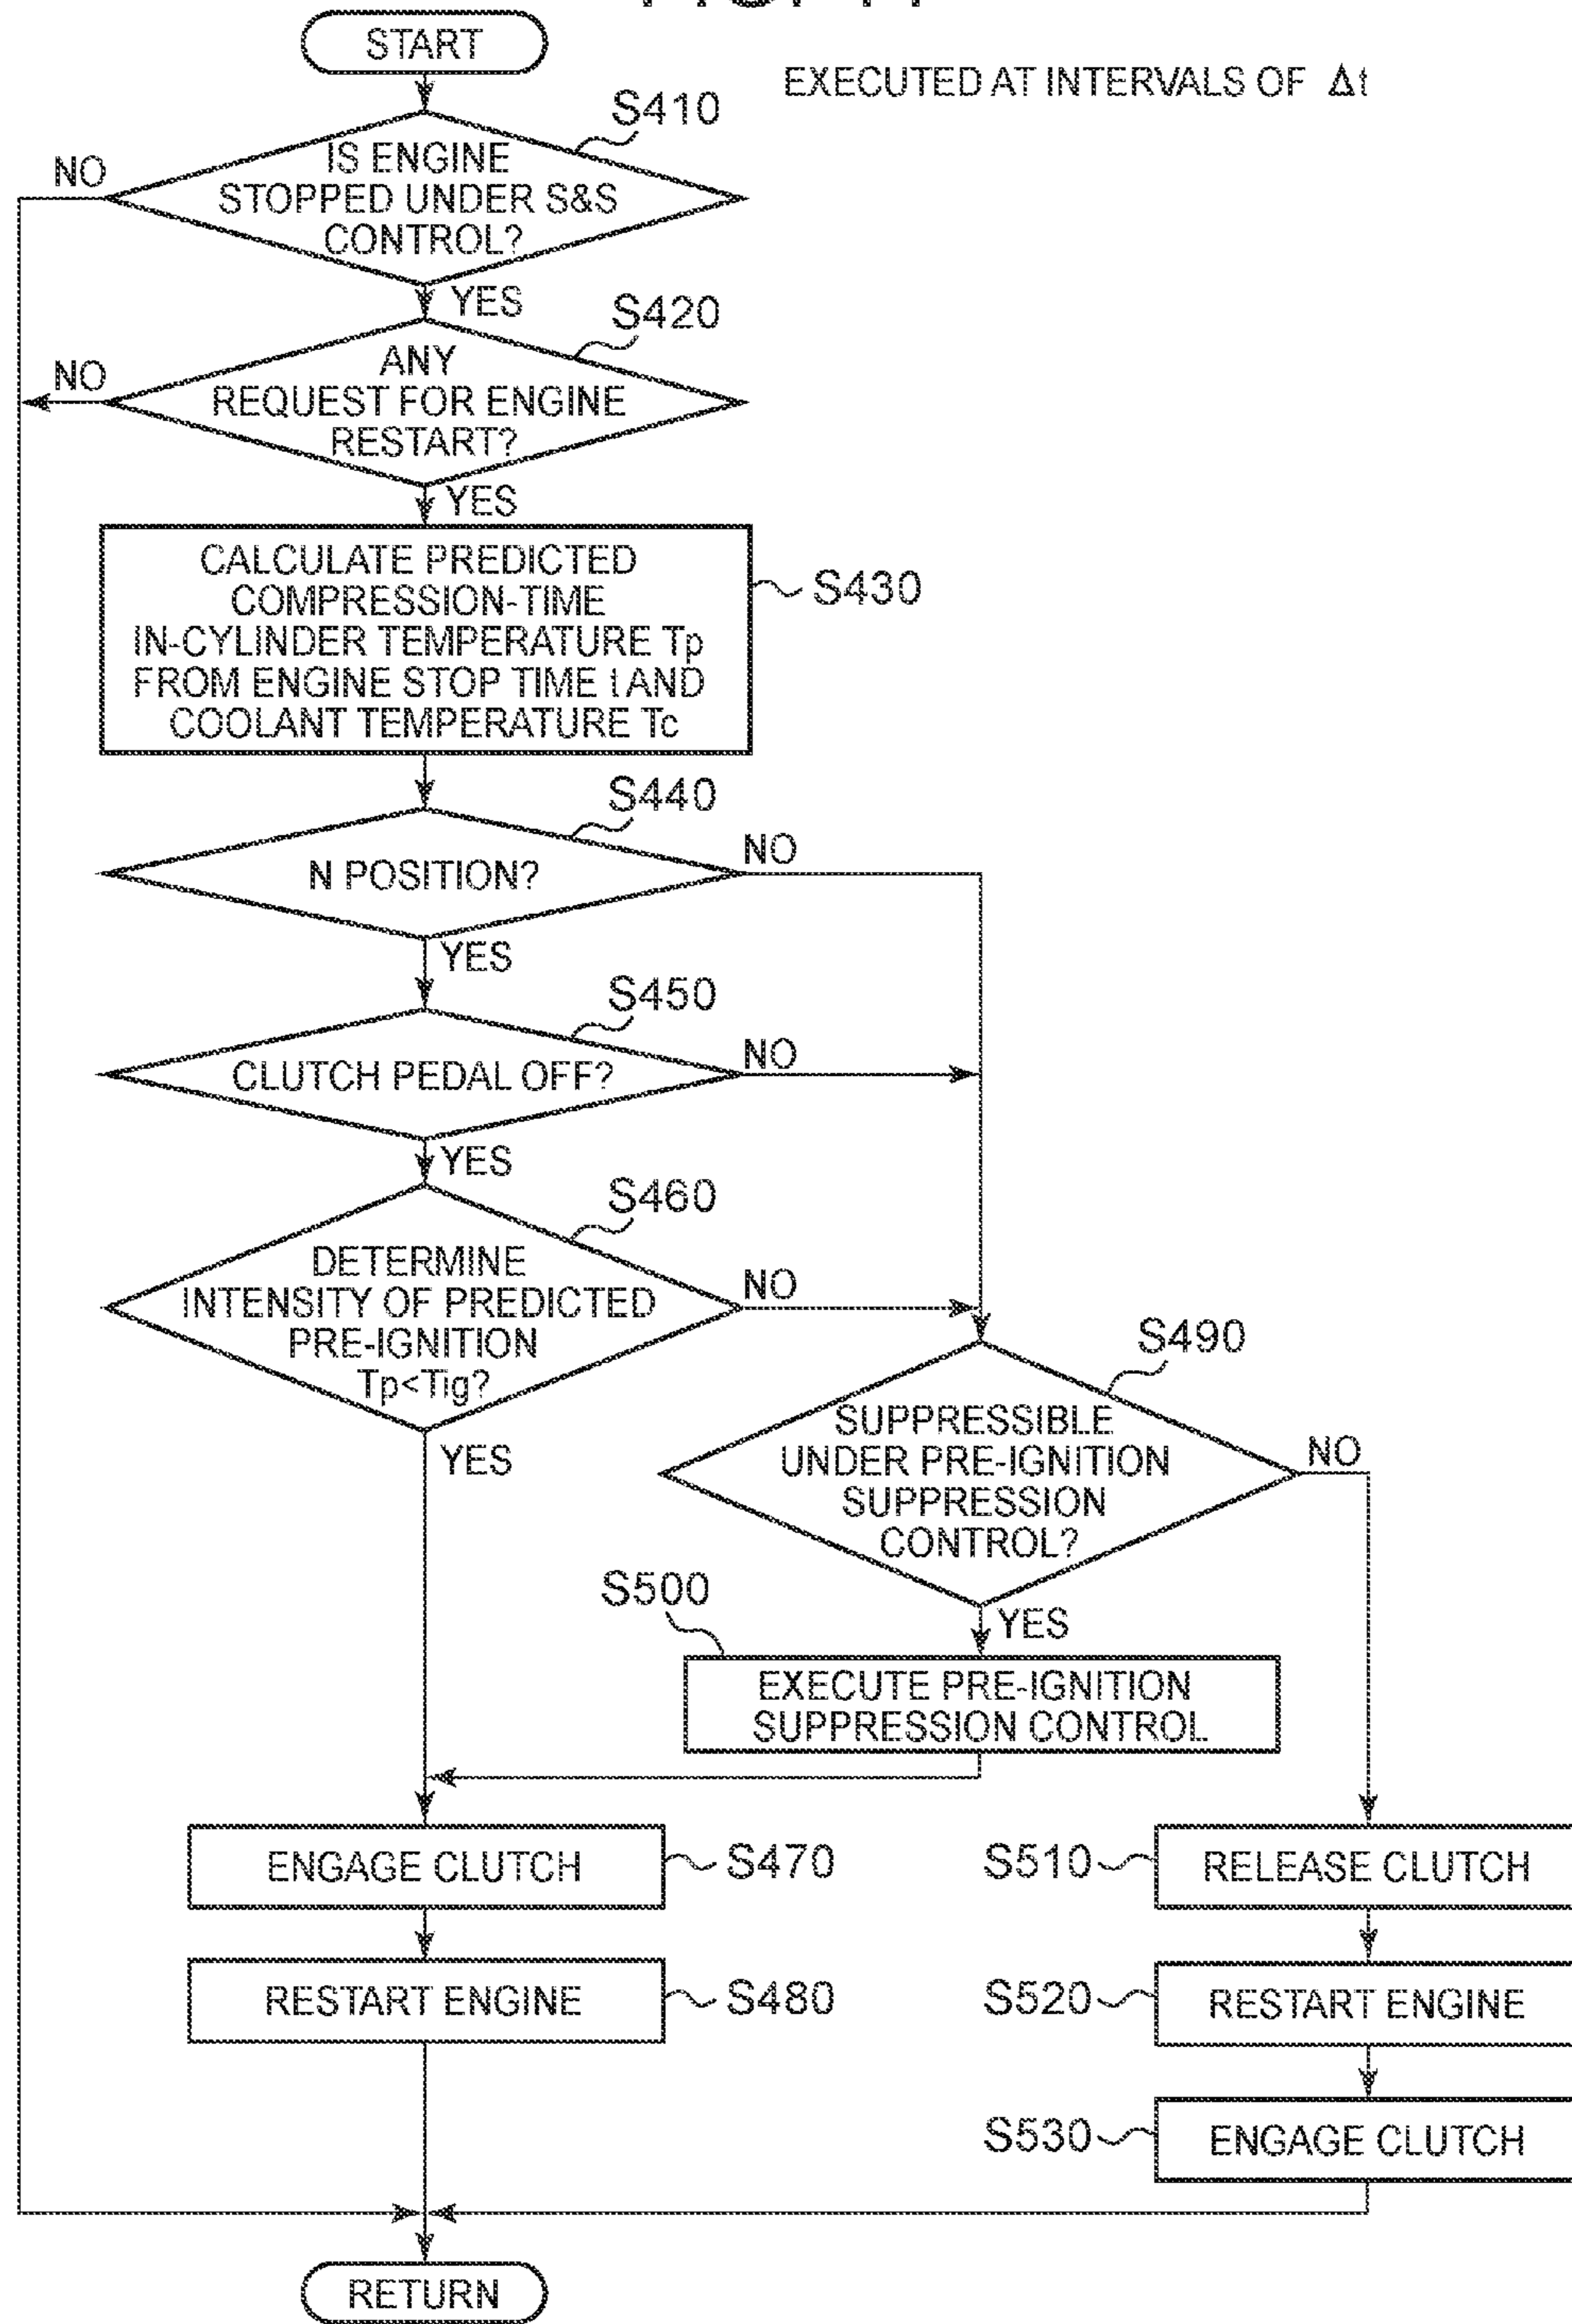 START
EXECUTED AT INTERVALS OF Δt
S410
NO
IS ENGINE
STOPPED UNDER S&S
CONTROL?
YES
S420
NO
ANY
REQUEST FOR ENGINE
RESTART?
YES
CALCULATE PREDICTED
COMPRESSION-TIME
IN-CYLINDER TEMPERATURE Tp
FROM ENGINE STOP TIME t AND
COOLANT TEMPERATURE Tc
S430
S440
N POSITION?
NO
YES
S450
CLUTCH PEDAL OFF?
NO
YES
S460
DETERMINE
INTENSITY OF PREDICTED
PRE-IGNITION
Tp<Tig?
NO
YES
S490
SUPPRESSIBLE
UNDER PRE-IGNITION
SUPPRESSION
CONTROL?
NO
YES
S500
EXECUTE PRE-IGNITION
SUPPRESSION CONTROL
ENGAGE CLUTCH
S470
S510
RELEASE CLUTCH
RESTART ENGINE
S480
S520
RESTART ENGINE
S530
ENGAGE CLUTCH
RETURN